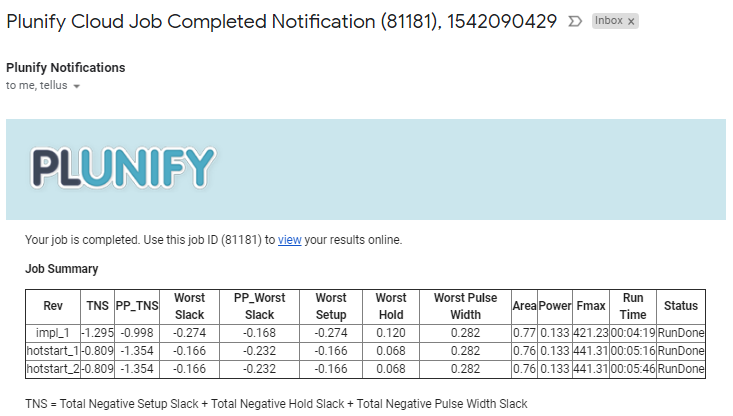 Plunify Cloud Job Completed Notification (81181), 1542090429 Inbox x
Plunify Notifications
to me, tellus
PLUNIFY
Your job is completed. Use this job ID (81181) to view your results online.
Job Summary
Rev TNS PP_TNS Worst Slack PP_Worst Slack Worst Setup Worst Hold Worst Pulse Width Area Power Fmax Run Time Status
impl_1 -1.295 -0.998 -0.274 -0.168 -0.274 0.120 0.282 0.77 0.133 421.23 00:04:19 RunDone
hotstart_1 -0.809 -1.354 -0.166 -0.232 -0.166 0.068 0.282 0.76 0.133 441.31 00:05:16 RunDone
hotstart_2 -0.809 -1.354 -0.166 -0.232 -0.166 0.068 0.282 0.76 0.133 441.31 00:05:46 RunDone
TNS = Total Negative Setup Slack + Total Negative Hold Slack + Total Negative Pulse Width Slack